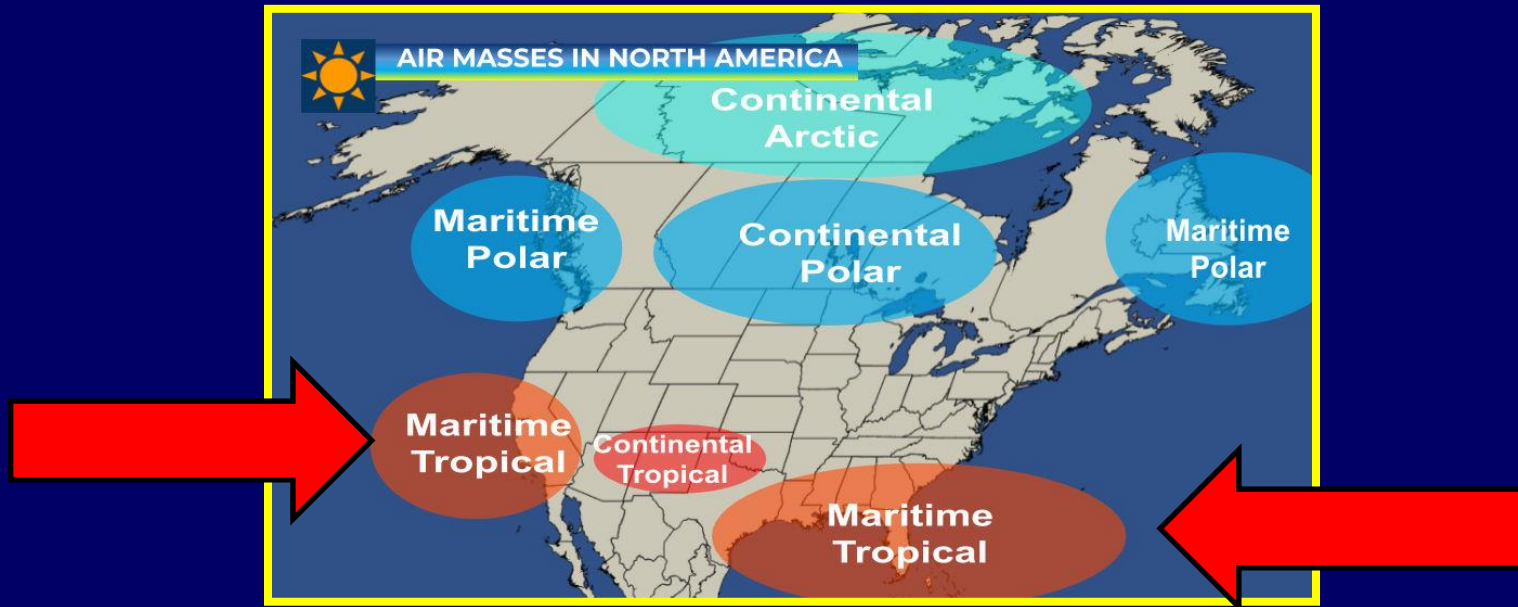 AIR MASSES IN NORTH AMERICA
Continental
Arctic
Maritime
Polar
Continental
Polar
Maritime
Polar
Maritime
Tropical
Continental
Tropical
Maritime
Tropical